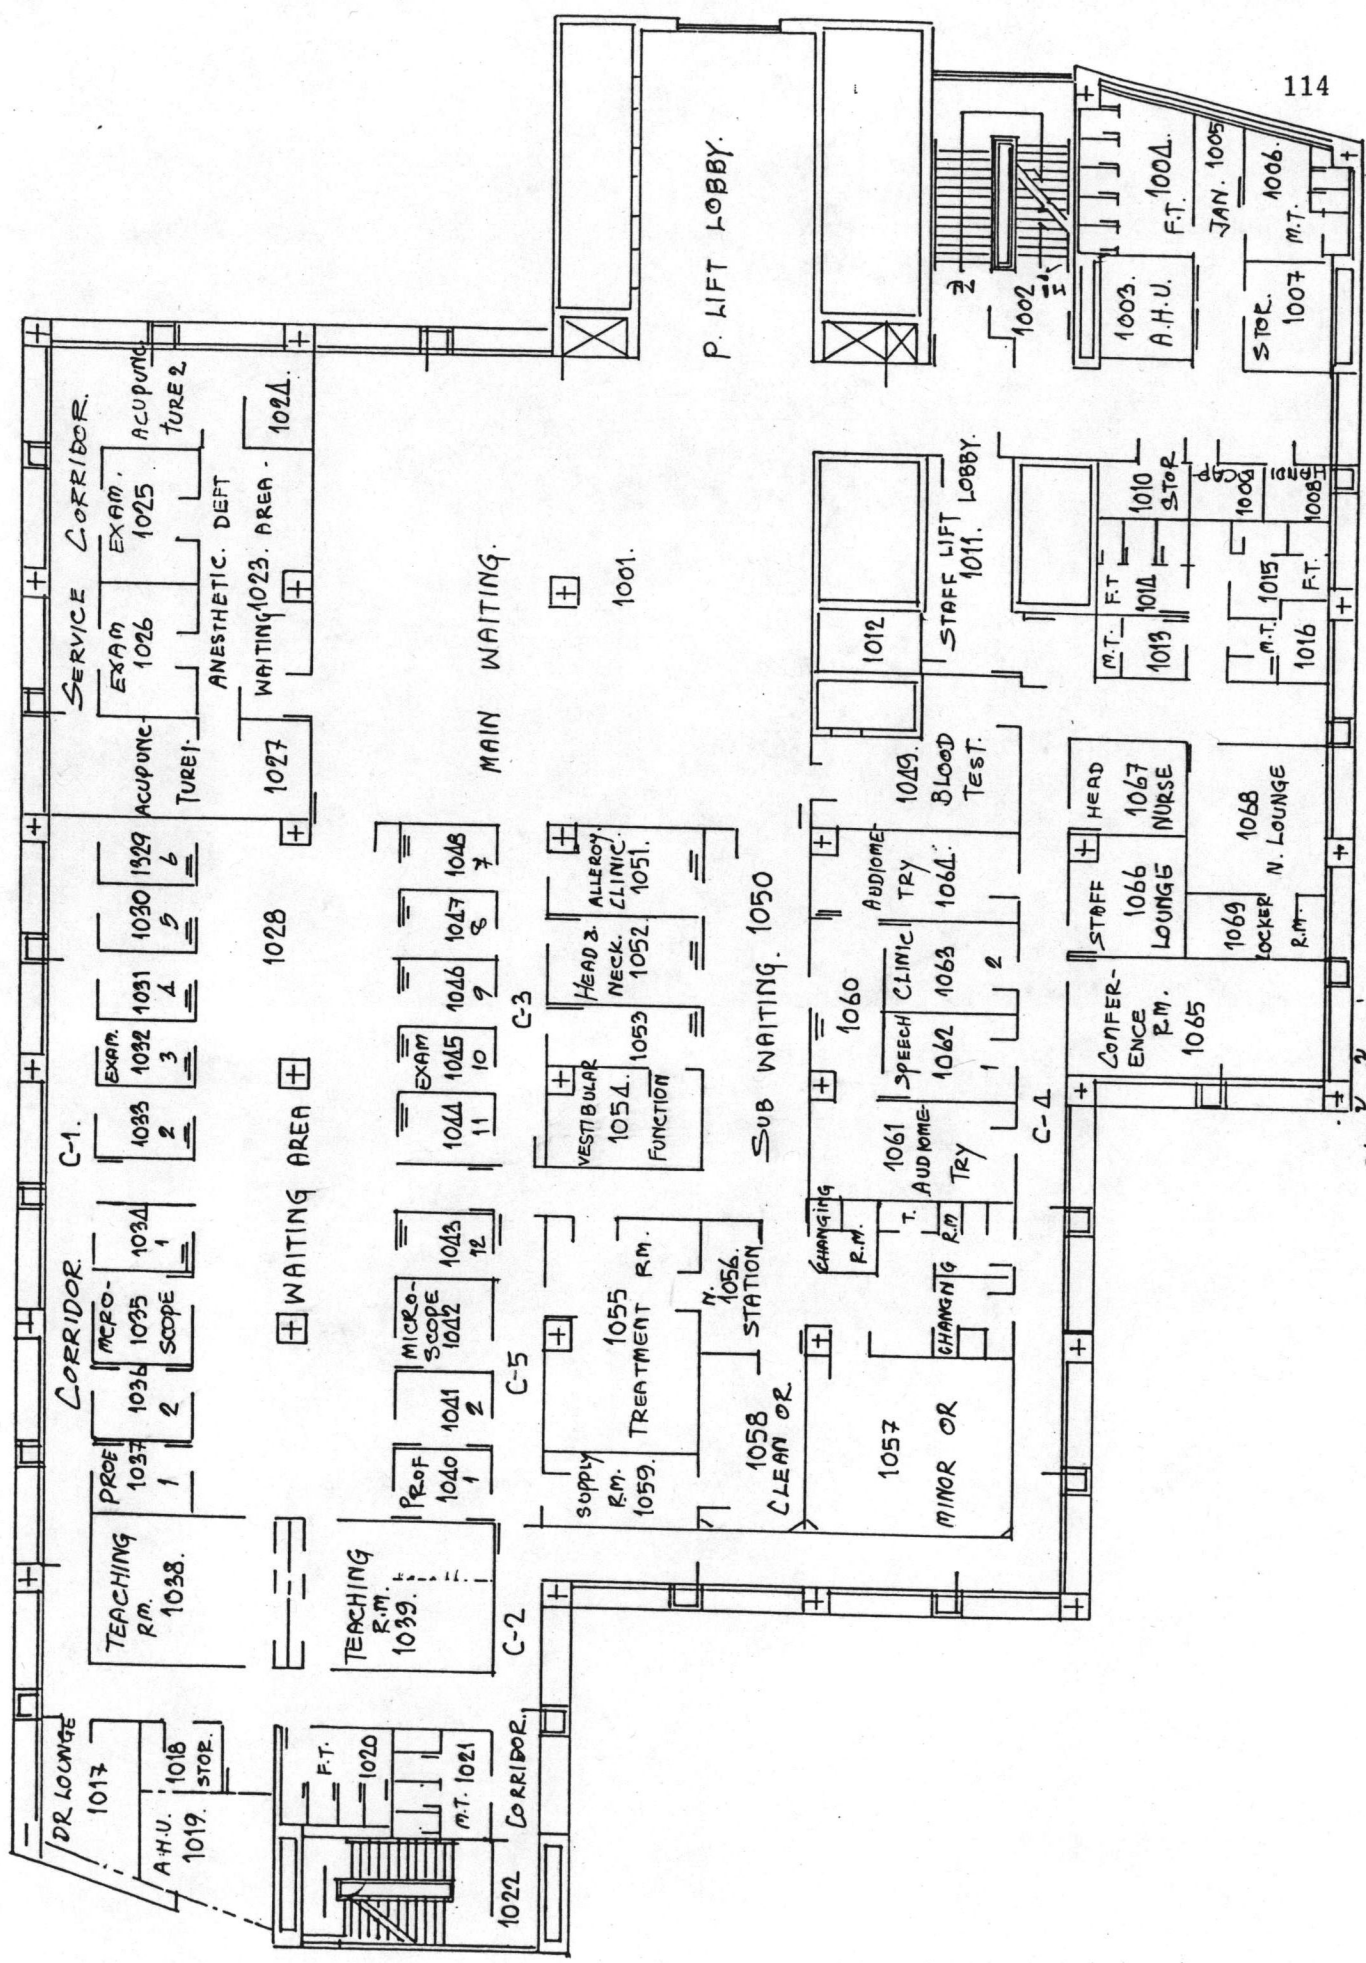 114
P. LIFT LOBBY.
F.T. 1004.
JAN. 1005
1006.
M.T.
1002
1003.
A.H.U.
STOR.
1007
SERVICE CORRIDOR.
ACUPUNC-
TURE 2
EXAM.
1025
EXAM
1026
ACUPUNC-
TURE1.
ANESTHETIC DEPT
WAITING 1023. AREA.
1024.
1027
MAIN WAITING.
1001.
STAFF LIFT LOBBY.
1011.
1012
1010
STOR
HANDI
CAP
1009
1008
F.T
1014
M.T.
1013
1015
F.T.
M.T.
1016
1049.
BLOOD
TEST.
HEAD
1067
NURSE
1068
N. LOUNGE
STAFF
1066
LOUNGE
1069
LOCKER
R.M.
CONFER-
ENCE
R.M.
1065
1329
6
1030
5
1031
4
EXAM.
1032
3
1033
2
C-1.
CORRIDOR.
1034
1
MCRO-
1035
SCOPE
1036
2
PROF
1037
1
TEACHING
RM.
1038.
1028
WAITING AREA
1048
7
1047
8
1046
9
EXAM
1045
10
1044
11
1043
12
MICRO-
SCOPE
1042
1041
2
PROF
1040
1
TEACHING
R.M.
1039.
C-3
C-5
C-2
ALLEROY.
CLINIC
1051.
HEAD &
NECK.
1052.
1053
VESTIBULAR
1054.
FUNCTION
SUB WAITING. 1050
1055
TREATMENT RM.
N.
1056.
STATION
SUPPLY
R.M.
1059.
1058
CLEAN OR
1057
MINOR OR
AUDIOME-
TRY
1064.
1060
SPEECH CLINIC
1063
2
1062
1
1061
AUDIOME-
TRY
C-4
CHANGING
R.M.
T.
CHANGING R.M
DR LOUNGE
1017
1018
STOR.
A.H.U.
1019.
F.T.
1020
M.T. 1021
CORRIDOR.
1022